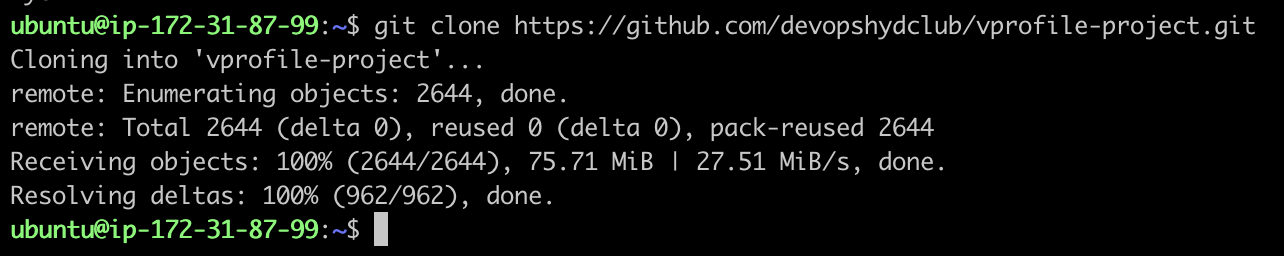 ubuntu@ip-172-31-87-99:~$ git clone https://github.com/devopshydclub/vprofile-project.git
Cloning into 'vprofile-project'...
remote: Enumerating objects: 2644, done.
remote: Total 2644 (delta 0), reused 0 (delta 0), pack-reused 2644
Receiving objects: 100% (2644/2644), 75.71 MiB | 27.51 MiB/s, done.
Resolving deltas: 100% (962/962), done.
ubuntu@ip-172-31-87-99:~$